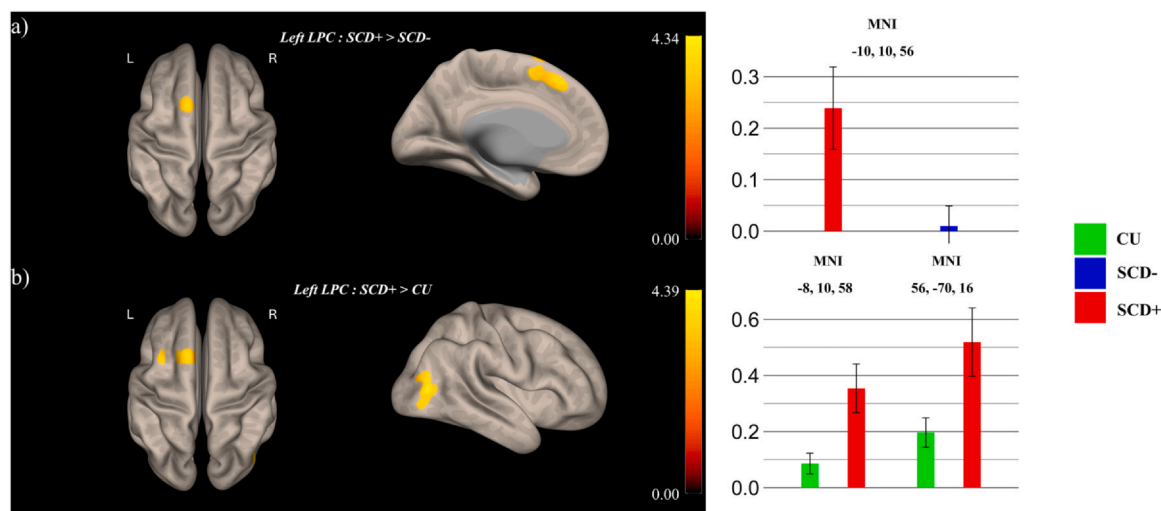 a)
Left LPC : SCD+ > SCD-
L
R
4.34
0.00
MNI
-10, 10, 56
0.3
0.2
0.1
0.0
b)
Left LPC : SCD+ > CU
L
R
4.39
0.00
MNI
-8, 10, 58
MNI
56, -70, 16
0.6
0.4
0.2
0.0
CU
SCD-
SCD+